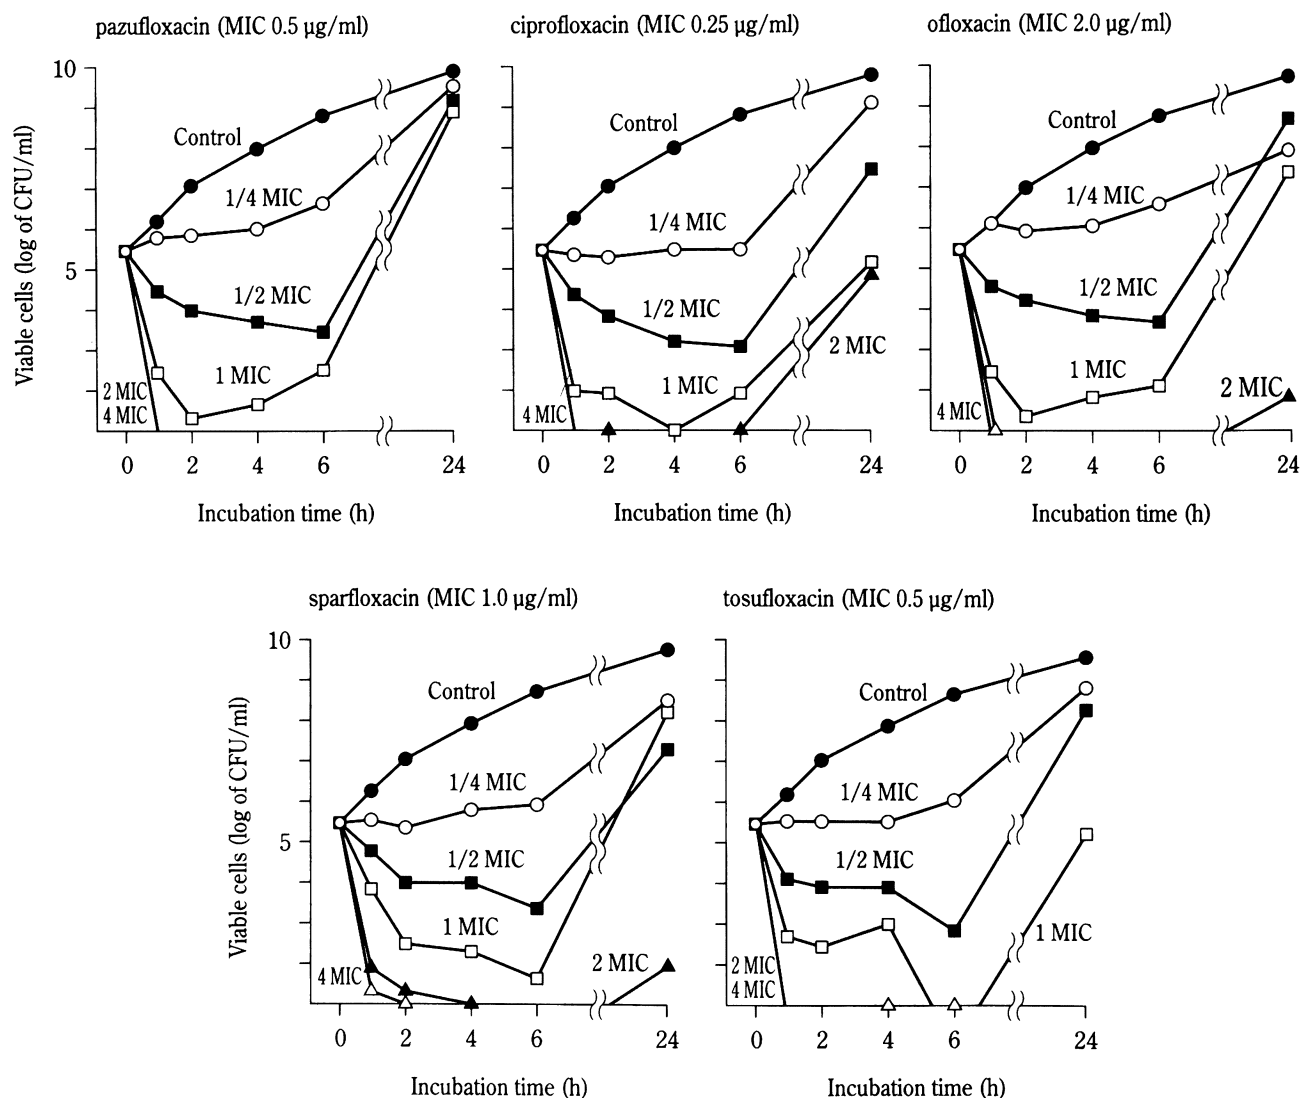 pazufloxacin (MIC 0.5 µg/ml)
10
5
Viable cells (log of CFU/ml)
Control
1/4 MIC
1/2 MIC
1 MIC
2 MIC
4 MIC
0 2 4 6 24
Incubation time (h)
ciprofloxacin (MIC 0.25 µg/ml)
Control
1/4 MIC
1/2 MIC
2 MIC
1 MIC
4 MIC
0 2 4 6 24
Incubation time (h)
ofloxacin (MIC 2.0 µg/ml)
Control
1/4 MIC
1/2 MIC
1 MIC
2 MIC
4 MIC
0 2 4 6 24
Incubation time (h)
sparfloxacin (MIC 1.0 µg/ml)
10
5
Viable cells (log of CFU/ml)
Control
1/4 MIC
1/2 MIC
1 MIC
2 MIC
4 MIC
0 2 4 6 24
Incubation time (h)
tosufloxacin (MIC 0.5 µg/ml)
Control
1/4 MIC
1/2 MIC
1 MIC
2 MIC
4 MIC
0 2 4 6 24
Incubation time (h)